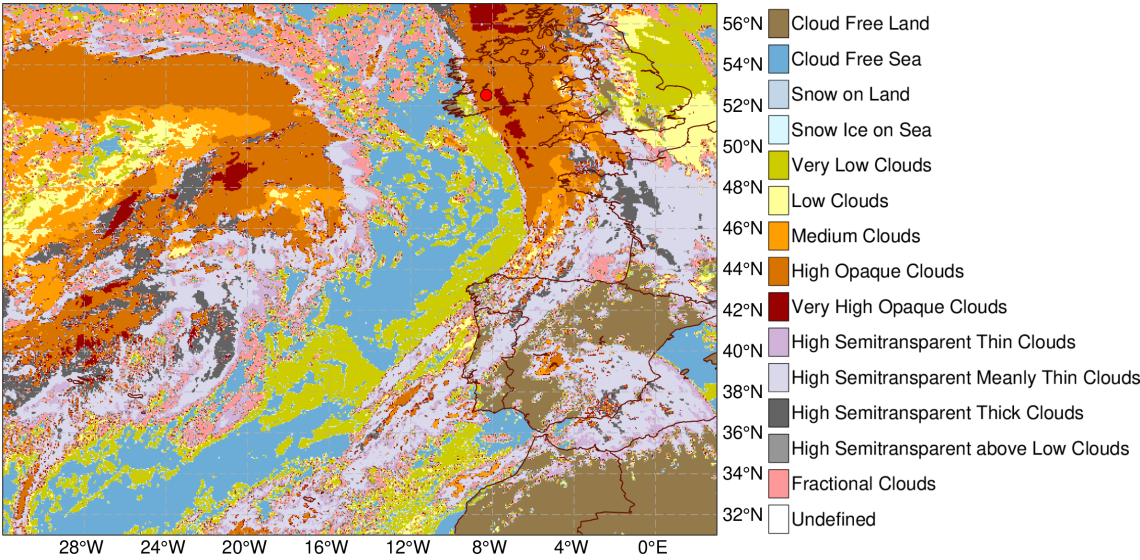 56°N
54°N
52°N
50°N
48°N
46°N
44°N
42°N
40°N
38°N
36°N
34°N
32°N
28°W 24°W 20°W 16°W 12°W 8°W 4°W 0°E
Cloud Free Land
Cloud Free Sea
Snow on Land
Snow Ice on Sea
Very Low Clouds
Low Clouds
Medium Clouds
High Opaque Clouds
Very High Opaque Clouds
High Semitransparent Thin Clouds
High Semitransparent Meanly Thin Clouds
High Semitransparent Thick Clouds
High Semitransparent above Low Clouds
Fractional Clouds
Undefined